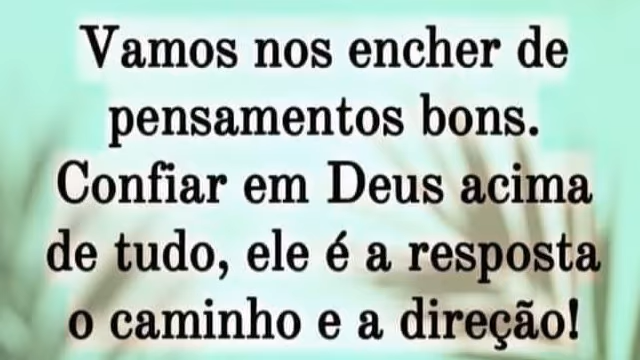 Vamos nos encher de
pensamentos bons.
Confiar em Deus acima
de tudo, ele é a resposta
o caminho e a direção!